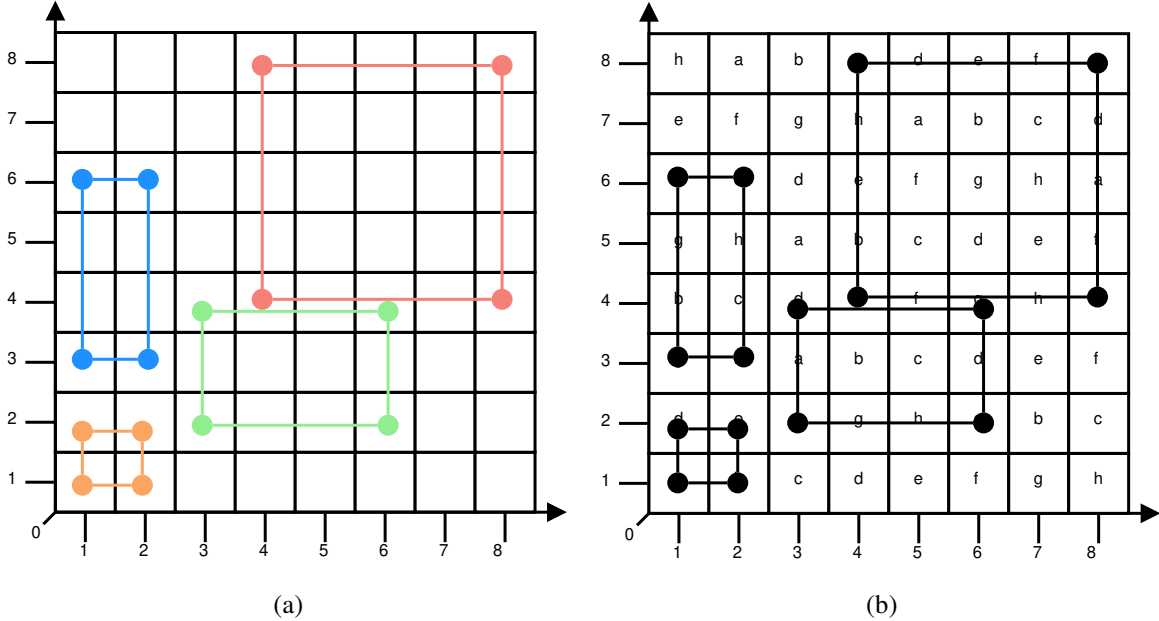 8
7
6
5
4
3
2
1
0
1 2 3 4 5 6 7 8
(a)
8 h a b d e f
7 e f g h a b c d
6 d e f g h a
5 g h a b c d e f
4 b c d f g h
3 a b c d e f
2 d e g h b c
1 c d e f g h
0
1 2 3 4 5 6 7 8
(b)